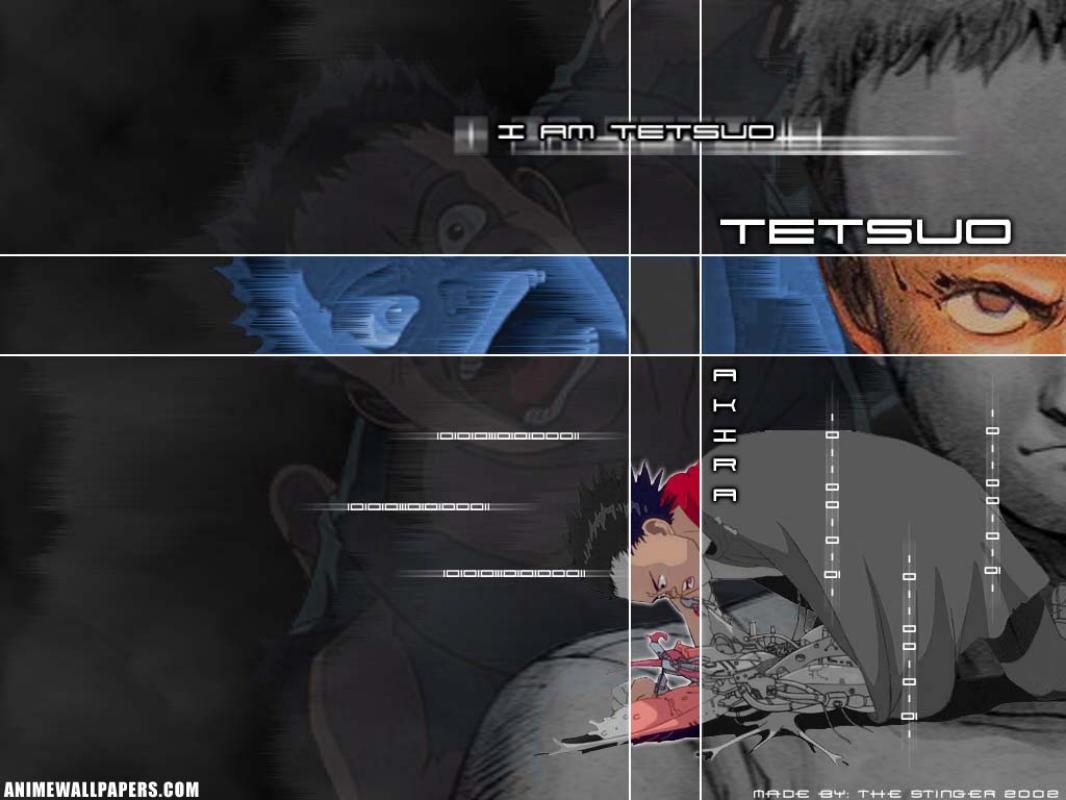 I AM TETSUO
TETSUO
AKIRA
ANIMEWALLPAPERS.COM
MADE BY: THE STINGER 2002